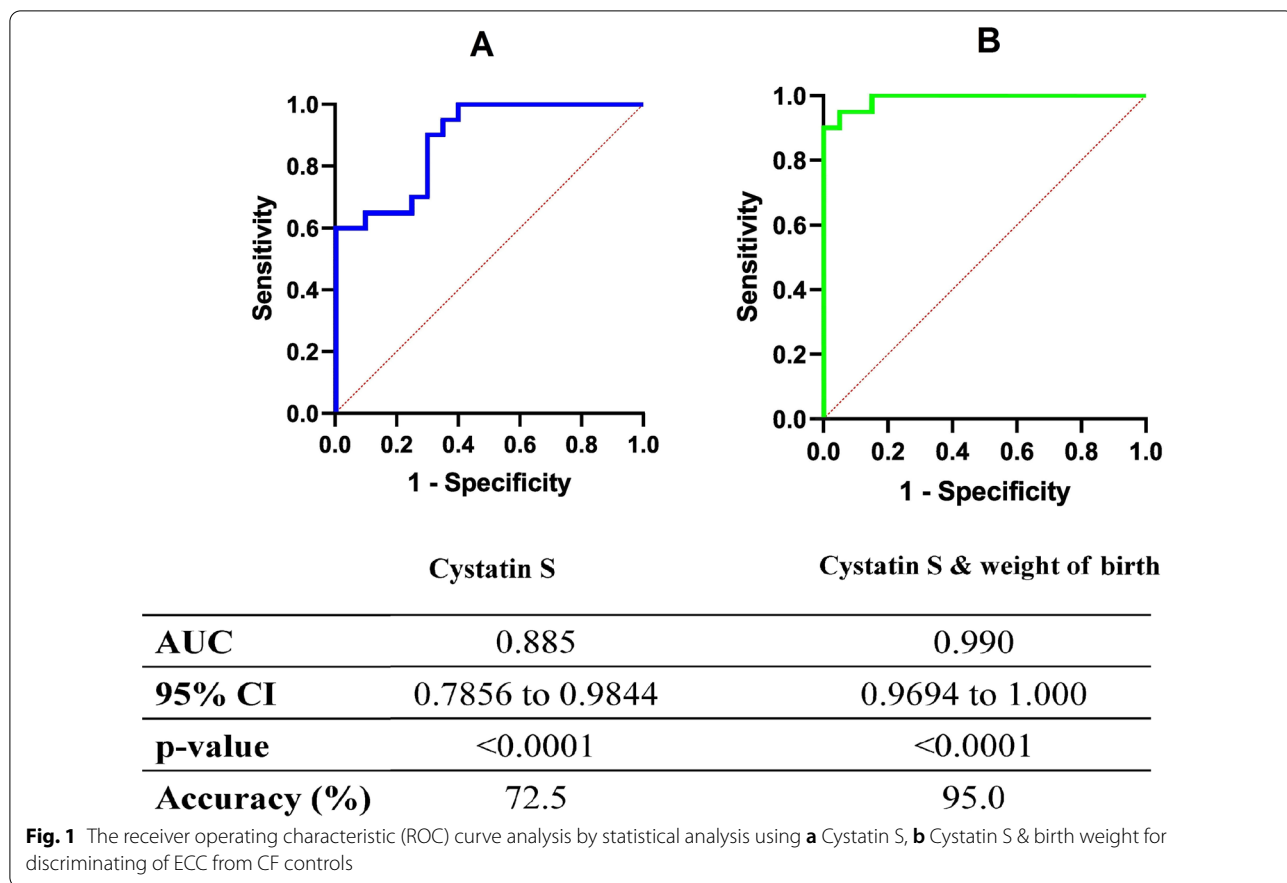 A
B
1.0
0.8
0.6
0.4
0.2
0.0
Sensitivity
0.0 0.2 0.4 0.6 0.8 1.0
1 - Specificity
1.0
0.8
0.6
0.4
0.2
0.0
Sensitivity
0.0 0.2 0.4 0.6 0.8 1.0
1 - Specificity
Cystatin S Cystatin S & weight of birth
AUC 0.885 0.990
95% CI 0.7856 to 0.9844 0.9694 to 1.000
p-value <0.0001 <0.0001
Accuracy (%) 72.5 95.0
Fig. 1 The receiver operating characteristic (ROC) curve analysis by statistical analysis using a Cystatin S, b Cystatin S & birth weight for
discriminating of ECC from CF controls